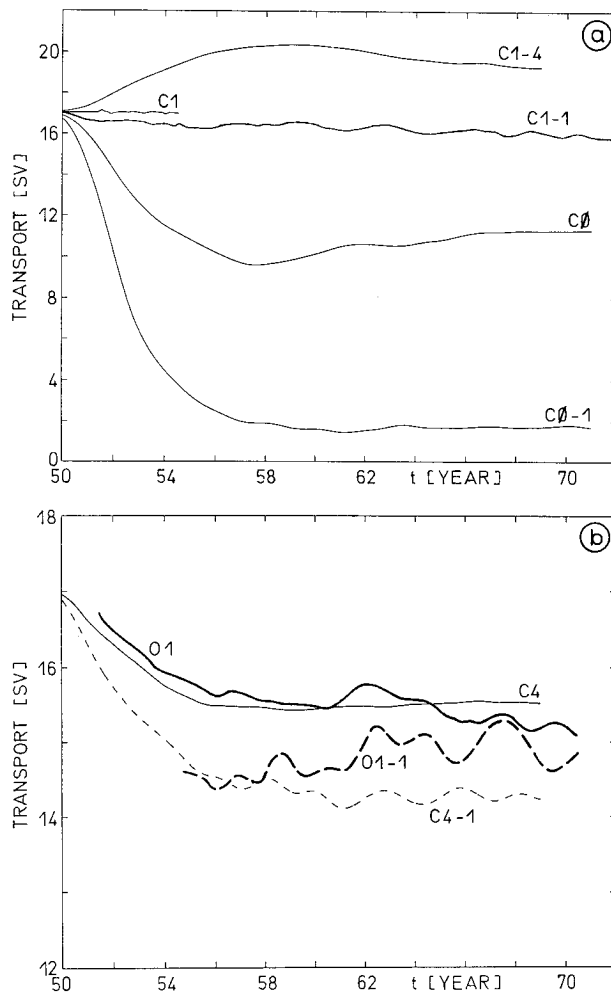 a
TRANSPORT [SV]
20
16
12
8
4
0
C1-4
C1
C1-1
CØ
CØ-1
50 54 58 62 t [YEAR] 70
b
TRANSPORT [SV]
18
16
14
12
O1
C4
O1-1
C4-1
50 54 58 62 t [YEAR] 70